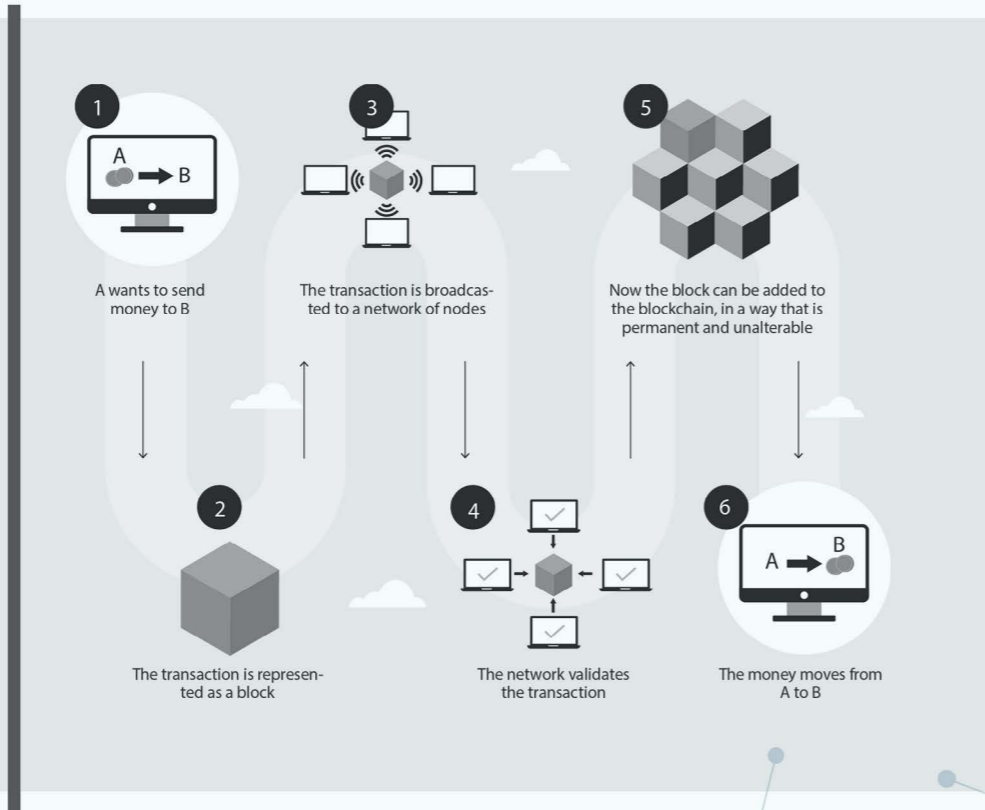 1
A
B
A wants to send
money to B
2
The transaction is represen-
ted as a block
3
The transaction is broadcas-
ted to a network of nodes
4
The network validates
the transaction
5
Now the block can be added to
the blockchain, in a way that is
permanent and unalterable
6
A
B
The money moves from
A to B